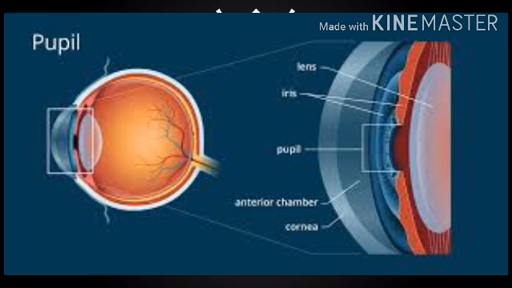 Made with KINEMASTER
Pupil
lens
iris
pupil
anterior chamber
cornea